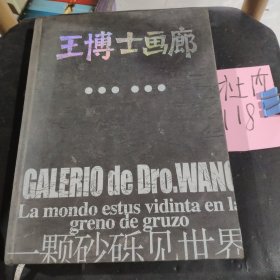 王博士画廊
●●● ●●●
GALERIO de Dro.WANG
La mondo estus vidinta en la
greno de gruzo
一颗砂砾见世界
118